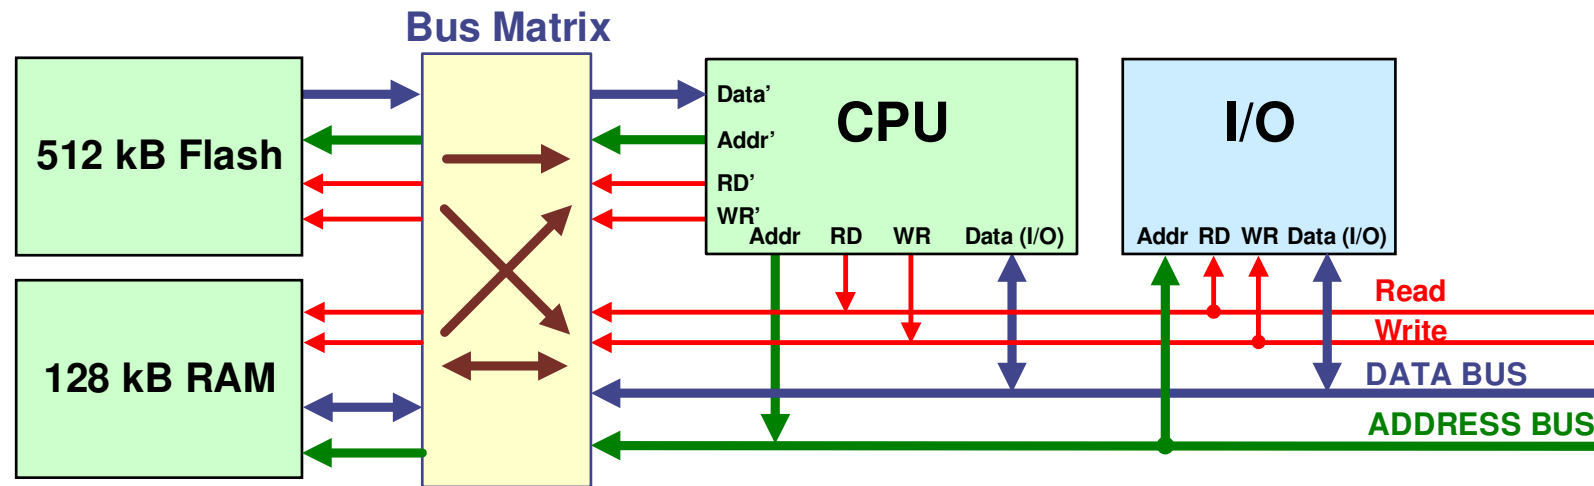 Bus Matrix
512 kB Flash
128 kB RAM
CPU
Data’
Addr’
RD’
WR’
Addr RD WR Data (I/O)
I/O
Addr RD WR Data (I/O)
Read
Write
DATA BUS
ADDRESS BUS